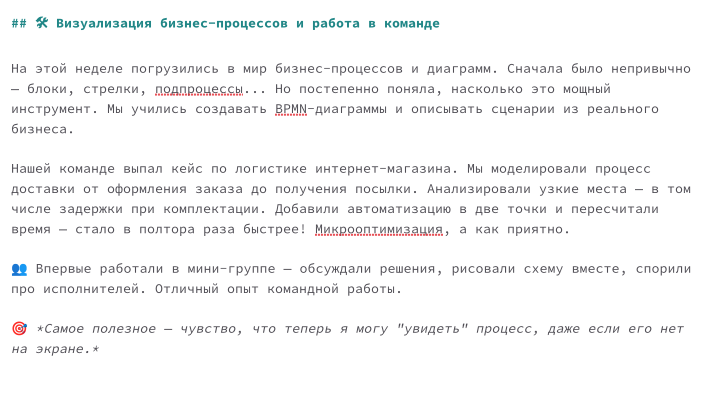 ## 🛠 Визуализация бизнес-процессов и работа в команде
На этой неделе погрузились в мир бизнес-процессов и диаграмм. Сначала было непривычно
— блоки, стрелки, подпроцессы... Но постепенно поняла, насколько это мощный
инструмент. Мы учились создавать BPMN-диаграммы и описывать сценарии из реального
бизнеса.
Нашей команде выпал кейс по логистике интернет-магазина. Мы моделировали процесс
доставки от оформления заказа до получения посылки. Анализировали узкие места — в том
числе задержки при комплектации. Добавили автоматизацию в две точки и пересчитали
время — стало в полтора раза быстрее! Микрооптимизация, а как приятно.
👥 Впервые работали в мини-группе — обсуждали решения, рисовали схему вместе, спорили
про исполнителей. Отличный опыт командной работы.
🎯 *Самое полезное — чувство, что теперь я могу "увидеть" процесс, даже если его нет
на экране.*